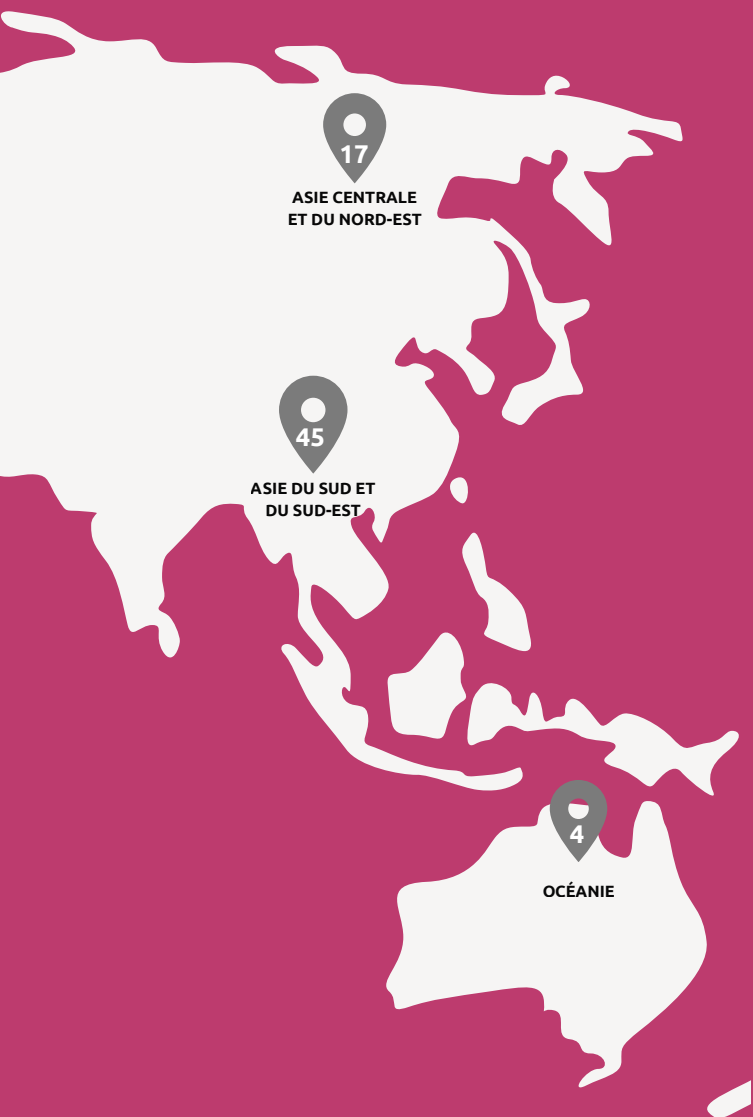 17
ASIE CENTRALE
ET DU NORD-EST
45
ASIE DU SUD ET
DU SUD-EST
4
OCÉANIE